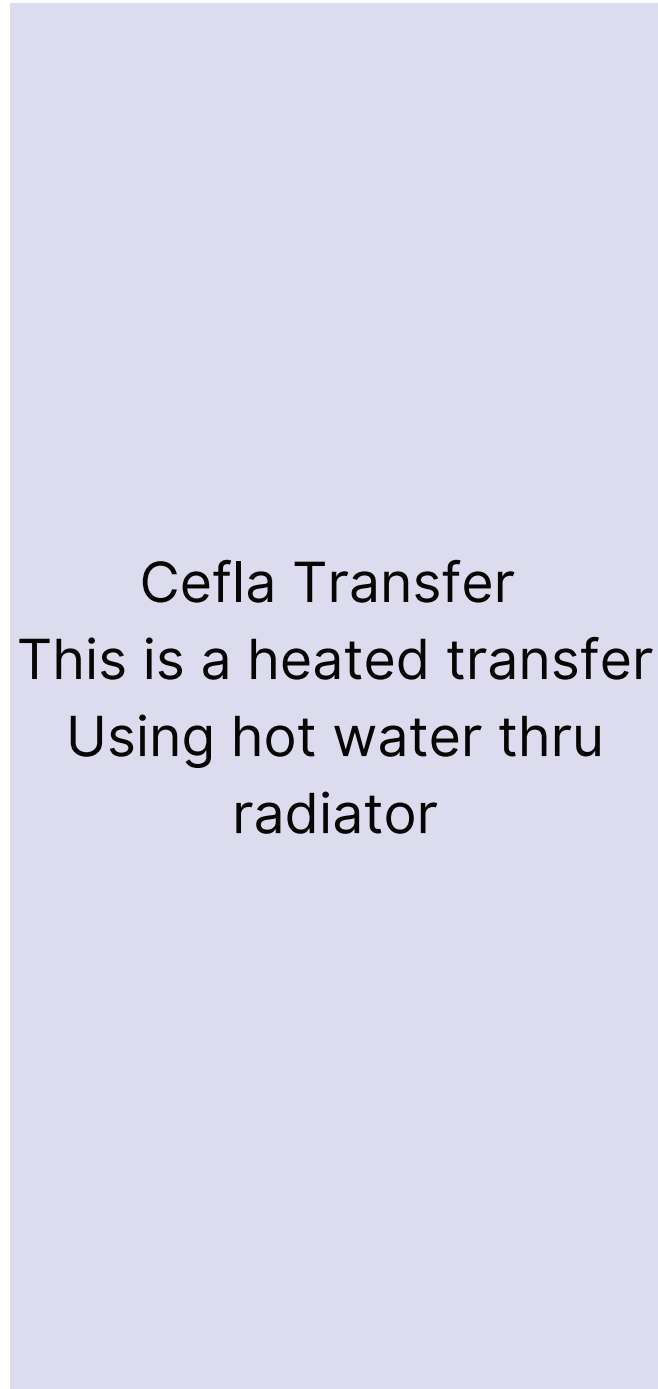 Cefla Transfer
This is a heated transfer
Using hot water thru
radiator